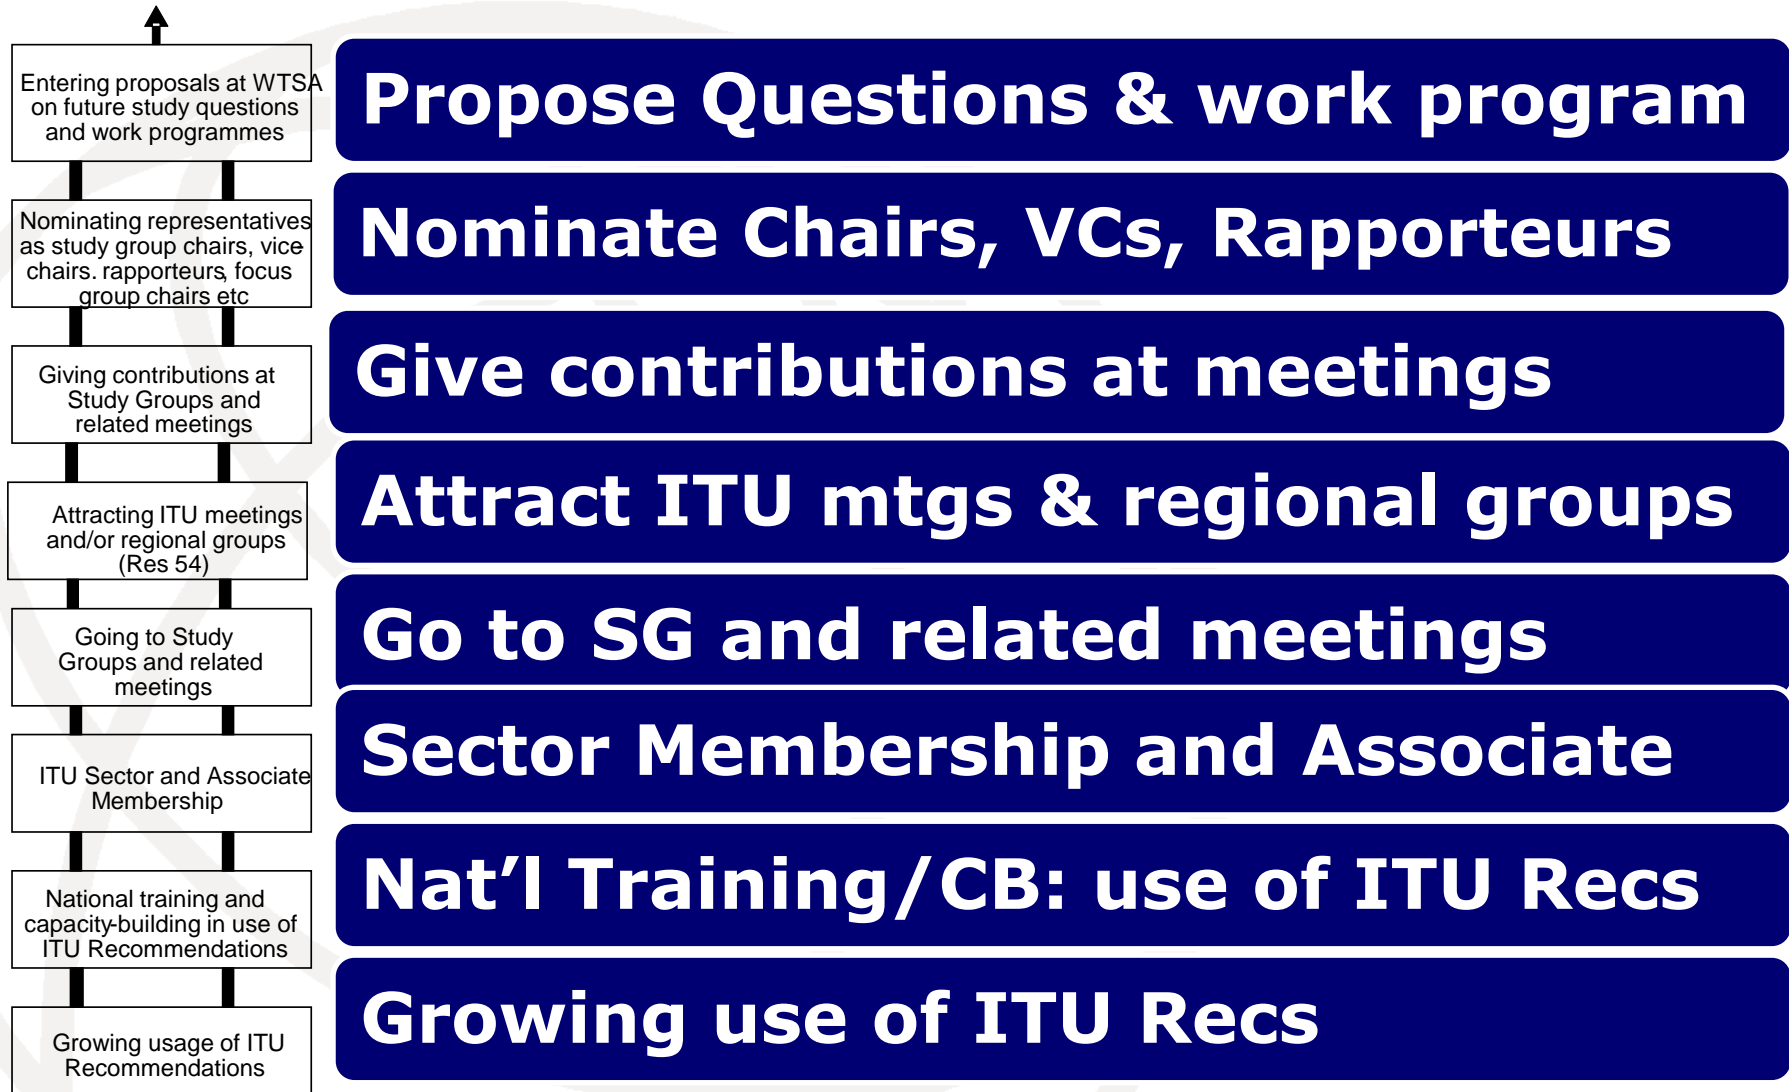 Entering proposals at WTSA
on future study questions
and work programmes
Propose Questions & work program
Nominating representatives
as study group chairs, vice-
chairs. rapporteurs, focus
group chairs etc
Nominate Chairs, VCs, Rapporteurs
Giving contributions at
Study Groups and
related meetings
Give contributions at meetings
Attracting ITU meetings
and/or regional groups
(Res 54)
Attract ITU mtgs & regional groups
Going to Study
Groups and related
meetings
Go to SG and related meetings
ITU Sector and Associate
Membership
Sector Membership and Associate
National training and
capacity-building in use of
ITU Recommendations
Nat’l Training/CB: use of ITU Recs
Growing usage of ITU
Recommendations
Growing use of ITU Recs